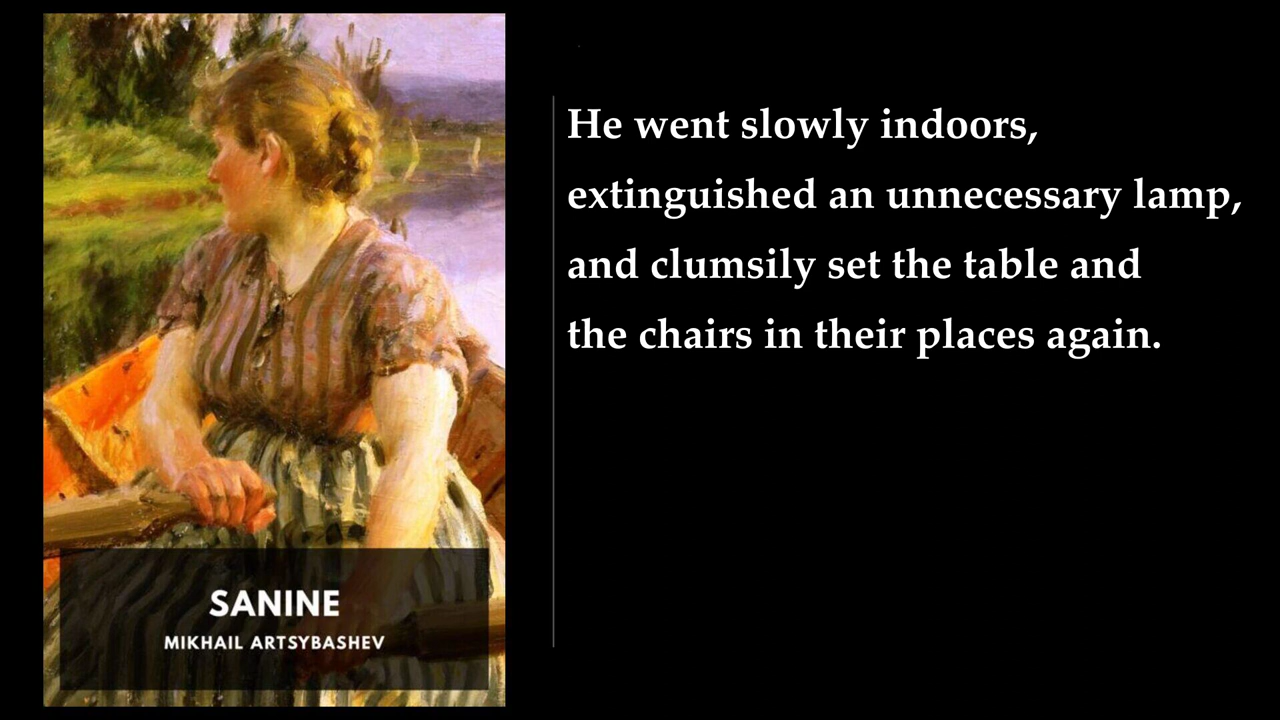 SANINE
MIKHAIL ARTSYBASHEV
He went slowly indoors,
extinguished an unnecessary lamp,
and clumsily set the table and
the chairs in their places again.